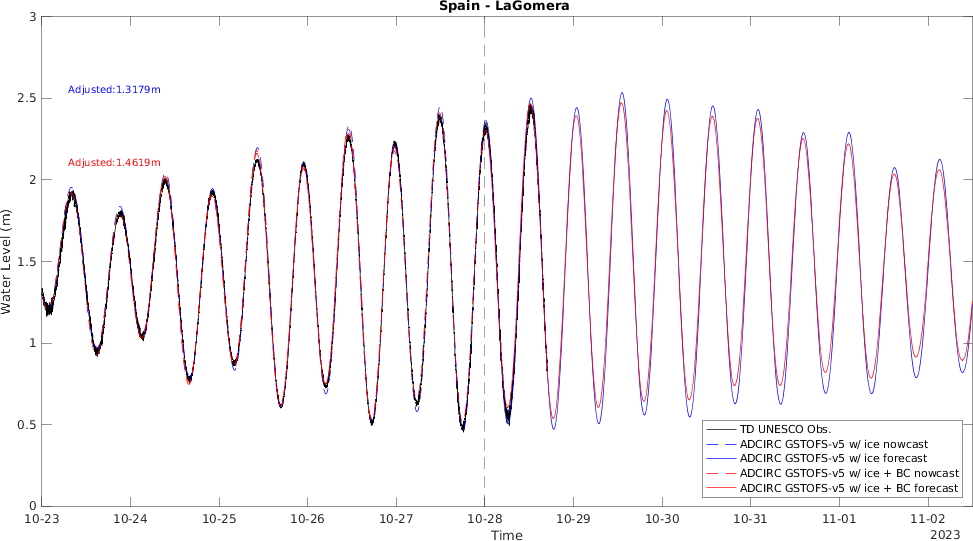 Spain - LaGomera
3
2.5
2
1.5
1
0.5
0
Adjusted:1.3179m
Adjusted:1.4619m
Water Level (m)
TD UNESCO Obs.
ADCIRC GSTOFS-v5 w/ ice nowcast
ADCIRC GSTOFS-v5 w/ ice forecast
ADCIRC GSTOFS-v5 w/ ice + BC nowcast
ADCIRC GSTOFS-v5 w/ ice + BC forecast
10-23 10-24 10-25 10-26 10-27 10-28 10-29 10-30 10-31 11-01 11-02
Time
2023